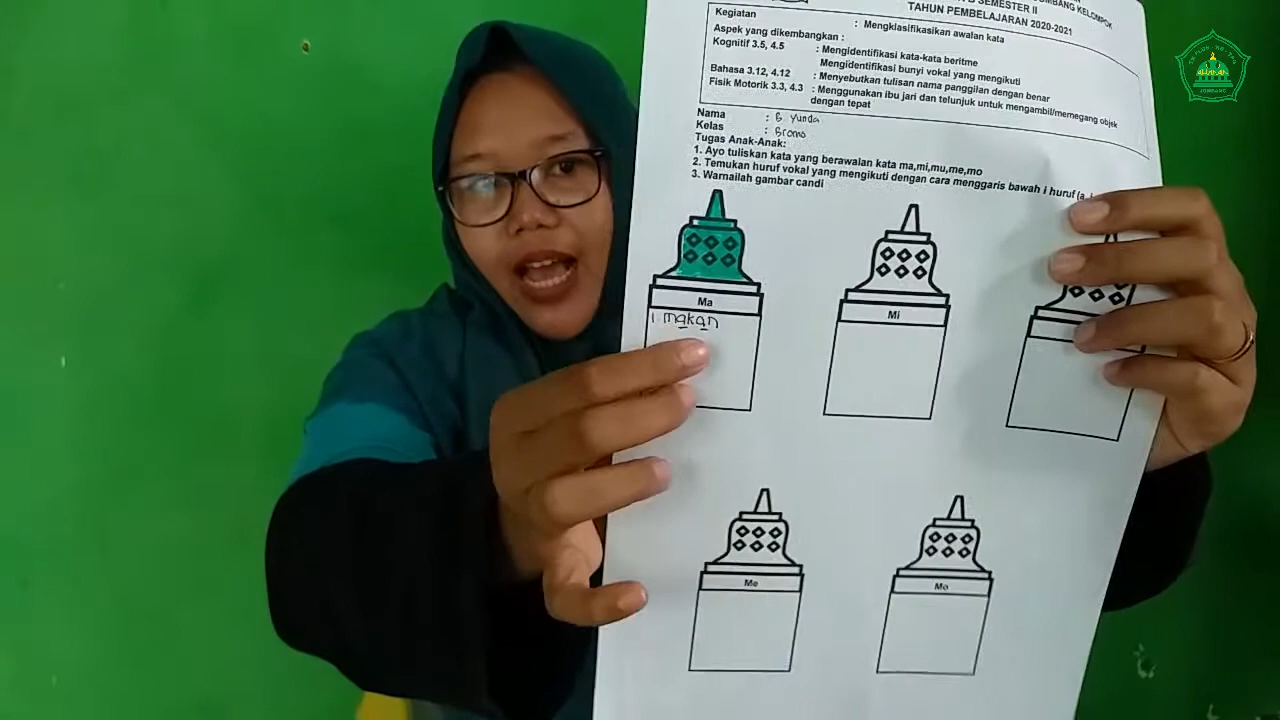 SEMESTER II
TAHUN PEMBELAJARAN 2020-2021
Kegiatan : Mengklasifikasikan awalan kata
Aspek yang dikembangkan :
Kognitif 3.5, 4.5 : Mengidentifikasi kata-kata beritme
Mengidentifikasi bunyi vokal yang mengikuti
Bahasa 3.12, 4.12 : Menyebutkan tulisan nama panggilan dengan benar
Fisik Motorik 3.3, 4.3 : Menggunakan ibu jari dan telunjuk untuk mengambil/memegang objek
dengan tepat
Nama : B. Yunda
Kelas : Bromo
Tugas Anak-Anak:
1. Ayo tuliskan kata yang berawalan kata ma,mi,mu,me,mo
2. Temukan huruf vokal yang mengikuti dengan cara menggaris bawah i huruf (a,
3. Warnailah gambar candi
Ma
1 makan
Mi
Me
Mo
JOMBANG